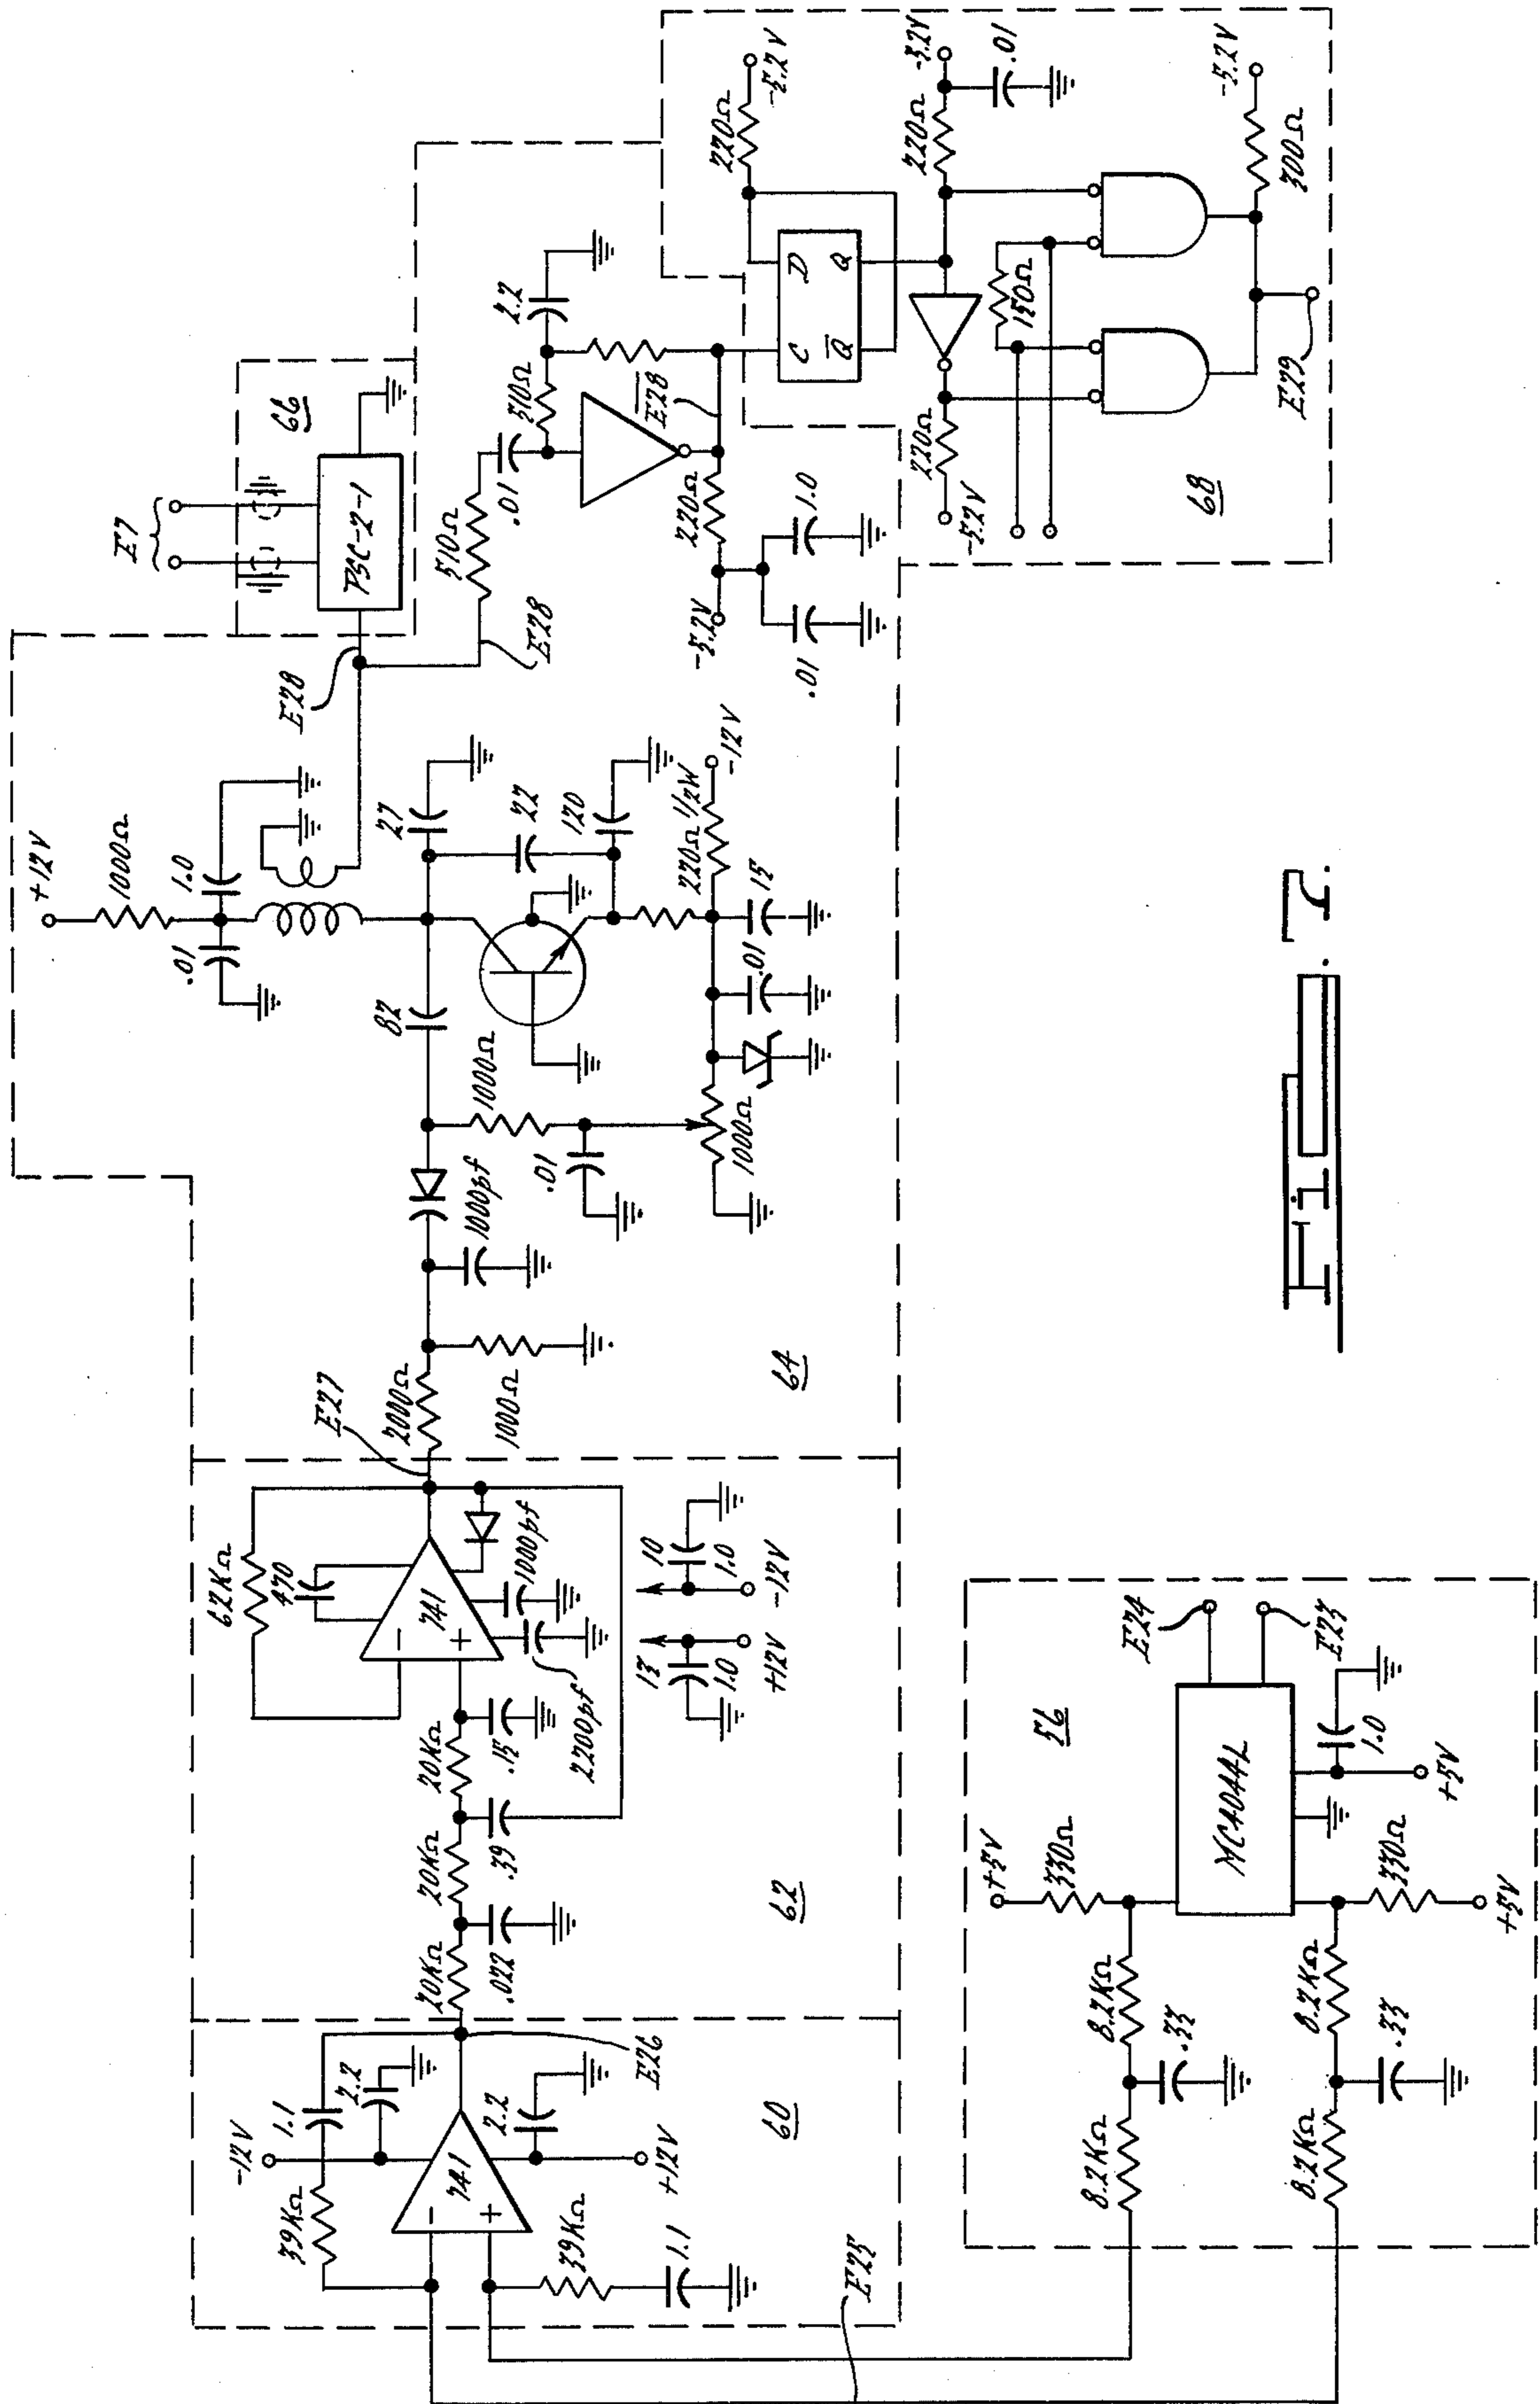 +12V
1000Ω
.01
1.0
E7
66
PSC-2-1
E28
27
22
120
82
1000Ω
.01
1000Ω
220Ω 1/2W
-12V
.01
15
510Ω
E28
.01
510Ω
2.2
E28
220Ω
-5.2V
.01
1.0
220Ω
-5.2V
D
C
Q
Q
220Ω
-5.2V
.01
220Ω
-5.2V
150Ω
300Ω
-5.2V
E29
68
1000pf
2000Ω
1000Ω
E27
64
62KΩ
470
741
-
+
1000pf
2200pf
20KΩ
.15
20KΩ
.39
20KΩ
.022
10
1.0
-12V
13
1.0
+12V
62
-12V
1.1
2.2
39KΩ
741
-
+
2.2
+12V
39KΩ
1.1
E26
60
E25
56
E24
E23
MC4044L
1.0
+5V
+5V
330Ω
330Ω
+5V
8.2KΩ
.33
8.2KΩ
8.2KΩ
.33
8.2KΩ
Fig. 7.